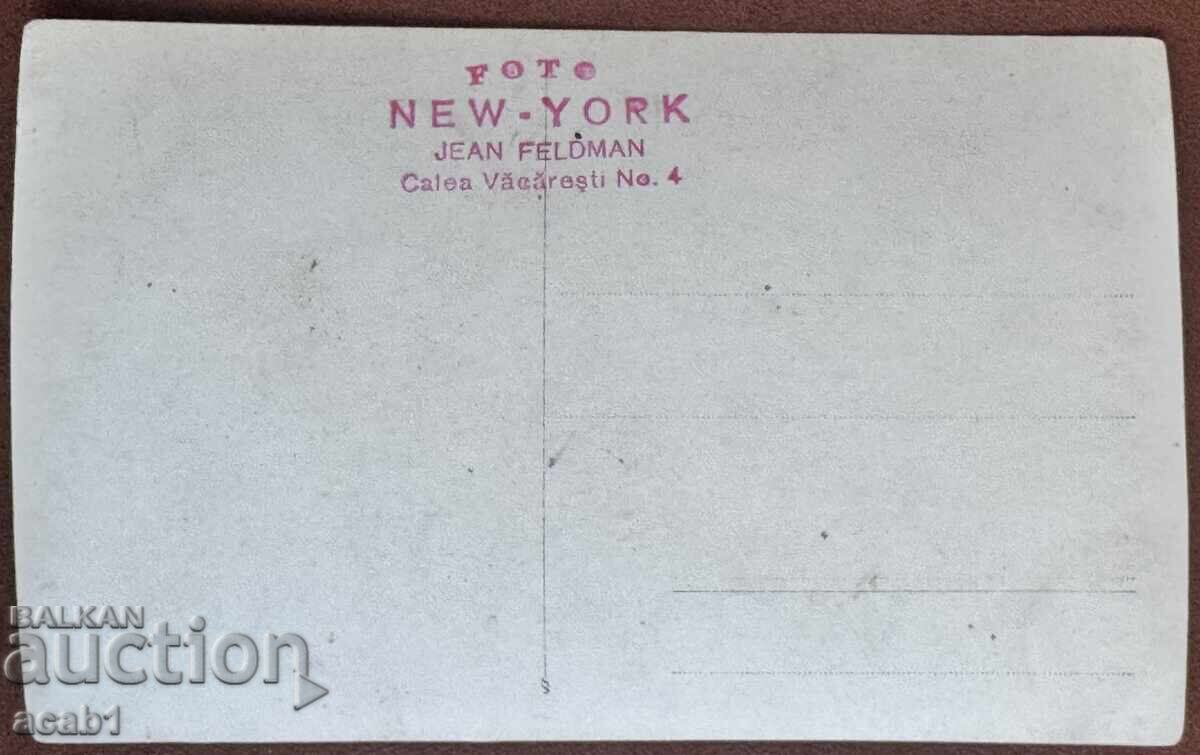 FOTO
NEW-YORK
JEAN FELDMAN
Calea Văcărești No. 4
S
BALKAN
auction
acab1